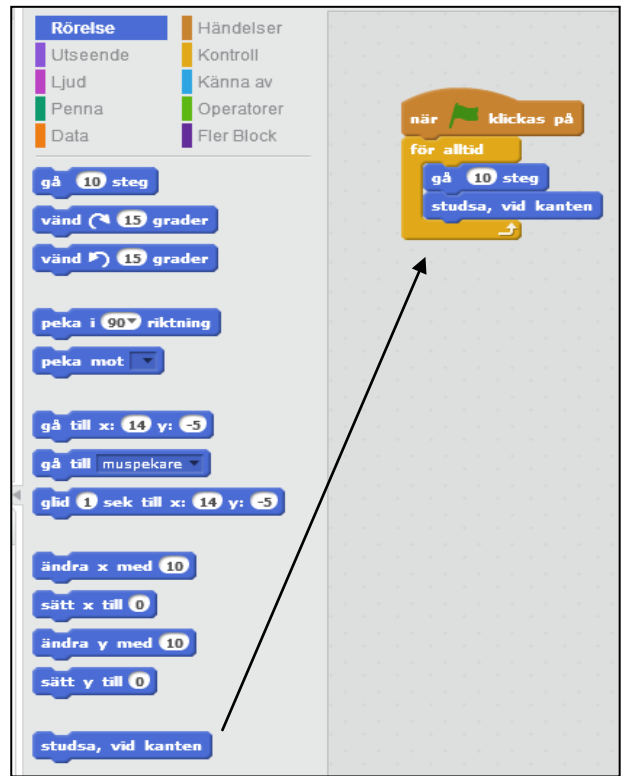 Rörelse
Händelser
Utseende
Kontroll
Ljud
Känna av
Penna
Operatorer
Data
Fler Block
gå 10 steg
vänd 15 grader
vänd 15 grader
peka i 90 riktning
peka mot
gå till x: 14 y: -5
gå till muspekare
glid 1 sek till x: 14 y: -5
ändra x med 10
sätt x till 0
ändra y med 10
sätt y till 0
studsa, vid kanten
när klickas på
för alltid
gå 10 steg
studsa, vid kanten